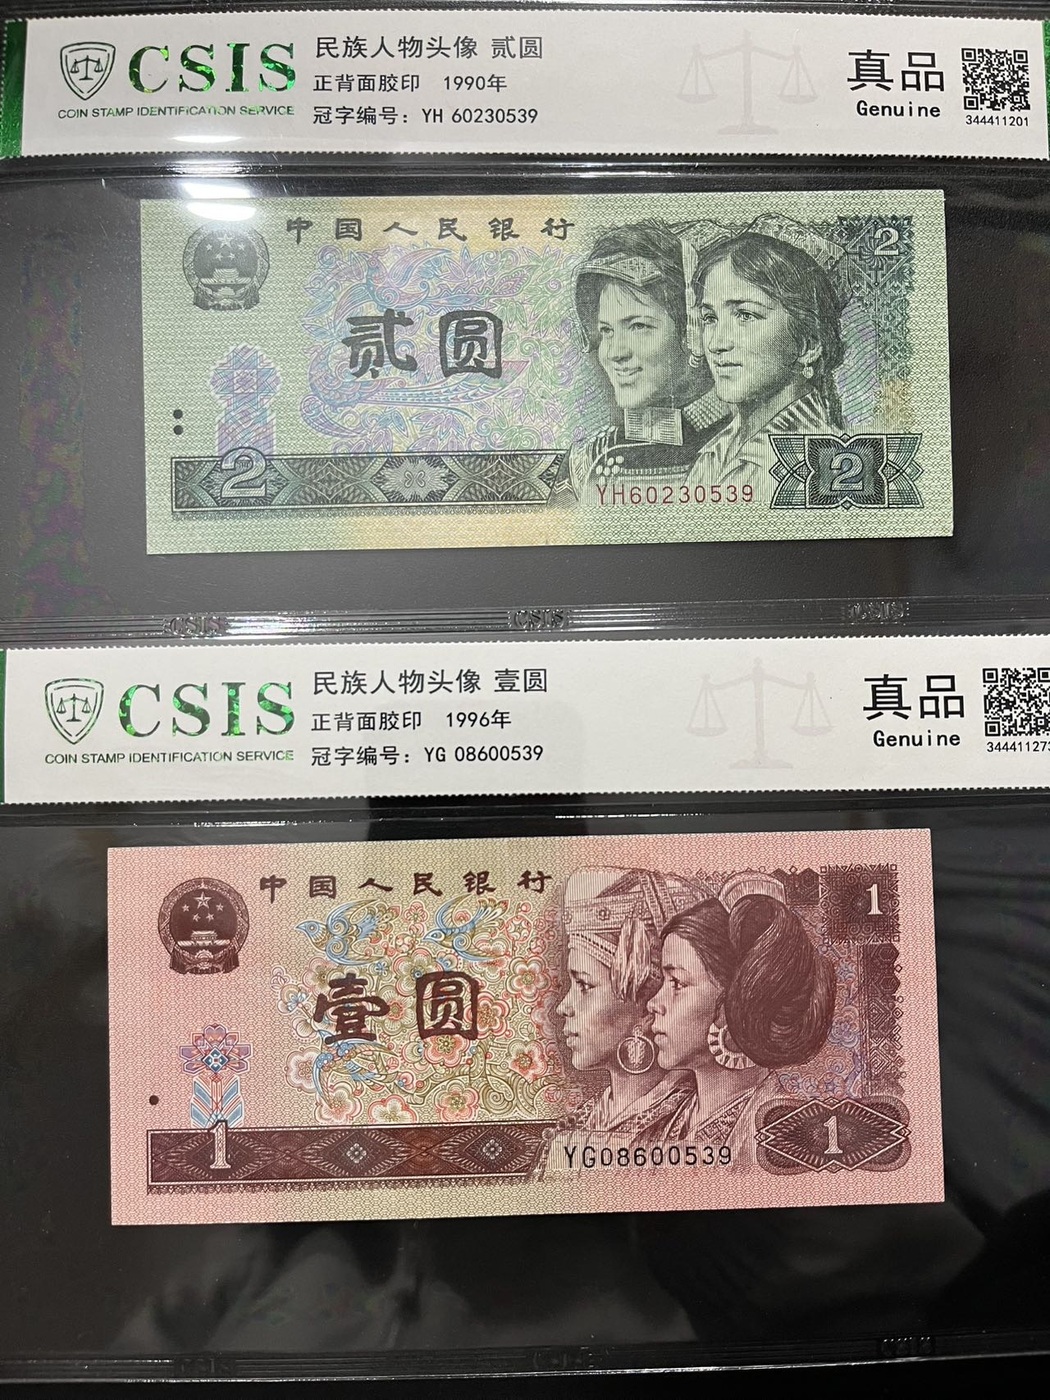 CSIS
COIN STAMP IDENTIFICATION SERVICE
民族人物头像 贰圆
正背面胶印 1990年
冠字编号：YH 60230539
真品
Genuine
344411201
中国人民银行
2
贰圆
2
YH60230539
2
CSIS CSIS CSIS
CSIS
COIN STAMP IDENTIFICATION SERVICE
民族人物头像 壹圆
正背面胶印 1996年
冠字编号：YG 08600539
真品
Genuine
344411273
中国人民银行
1
壹圆
1
YG08600539
1